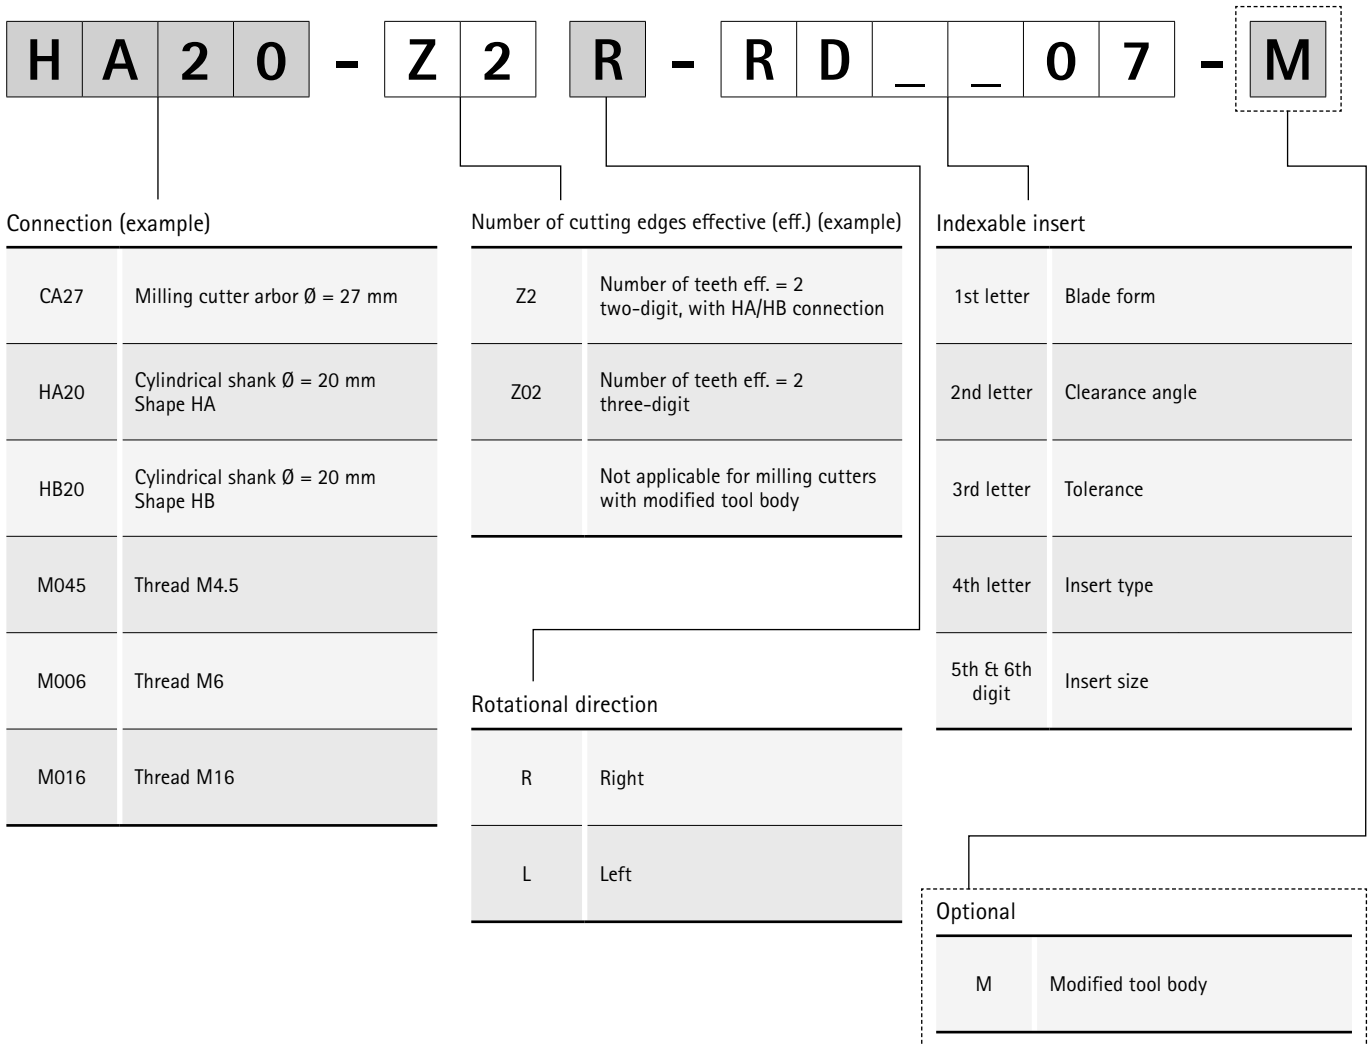 HA20 - Z2 R - RD__07 - M
Connection (example)
CA27 Milling cutter arbor Ø = 27 mm
HA20 Cylindrical shank Ø = 20 mm
Shape HA
HB20 Cylindrical shank Ø = 20 mm
Shape HB
M045 Thread M4.5
M006 Thread M6
M016 Thread M16
Number of cutting edges effective (eff.) (example)
Z2 Number of teeth eff. = 2
two-digit, with HA/HB connection
Z02 Number of teeth eff. = 2
three-digit
Not applicable for milling cutters
with modified tool body
Rotational direction
R Right
L Left
Indexable insert
1st letter Blade form
2nd letter Clearance angle
3rd letter Tolerance
4th letter Insert type
5th & 6th
digit Insert size
Optional
M Modified tool body